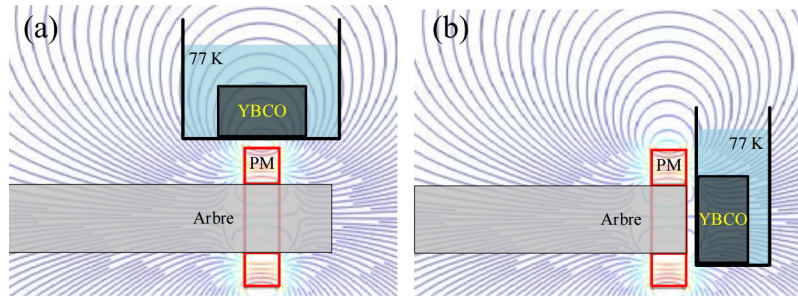 (a)
77 K
YBCO
PM
Arbre
(b)
77 K
PM
Arbre
YBCO